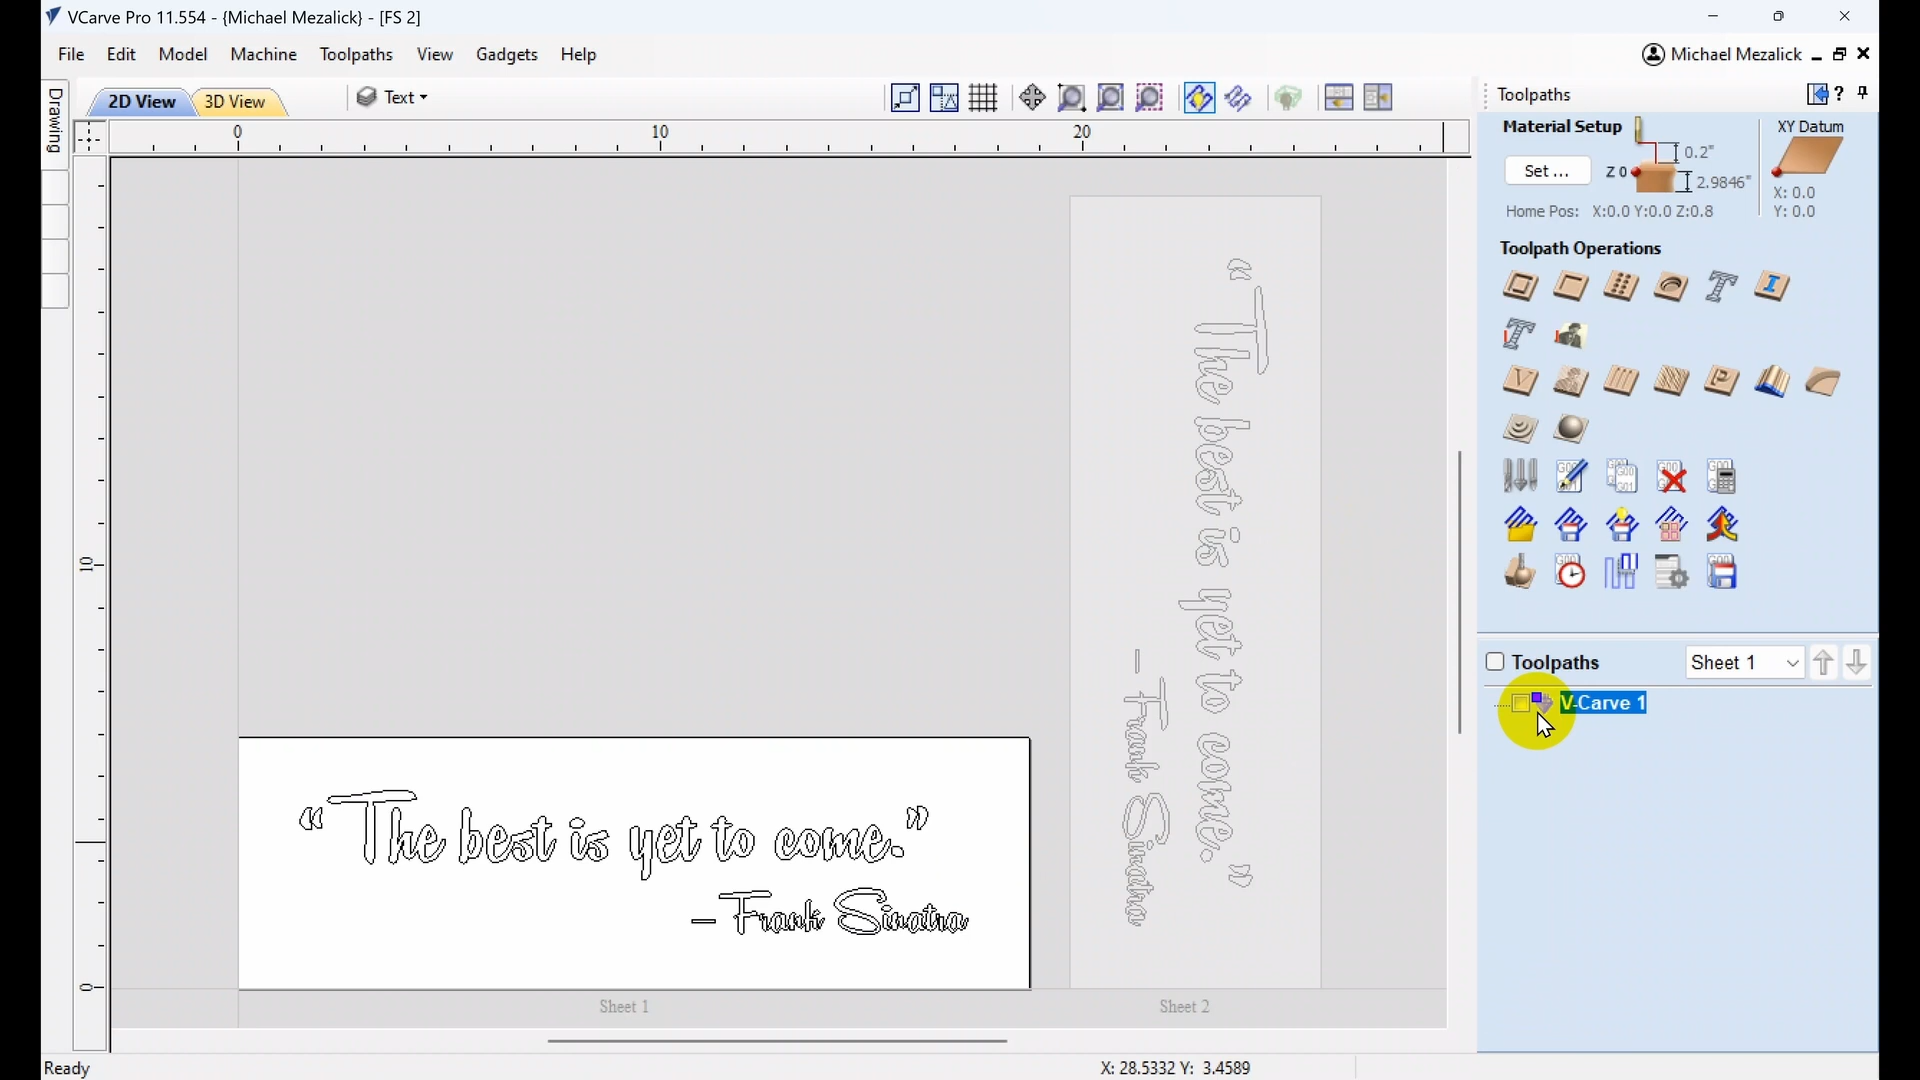 VCarve Pro 11.554 - {Michael Mezalick} - [FS 2]
File Edit Model Machine Toolpaths View Gadgets Help
Michael Mezalick
Drawing
2D View 3D View
Text
Toolpaths
0 10 20
Material Setup
XY Datum
Set ...
Z 0
0.2"
2.9846"
X: 0.0
Y: 0.0
Home Pos: X:0.0 Y:0.0 Z:0.8
Toolpath Operations
10
0
“The best is yet to come.”
– Frank Sinatra
“The best is yet to come.”
– Frank Sinatra
Sheet 1
Sheet 2
Toolpaths
Sheet 1
V-Carve 1
Ready
X: 28.5332 Y: 3.4589